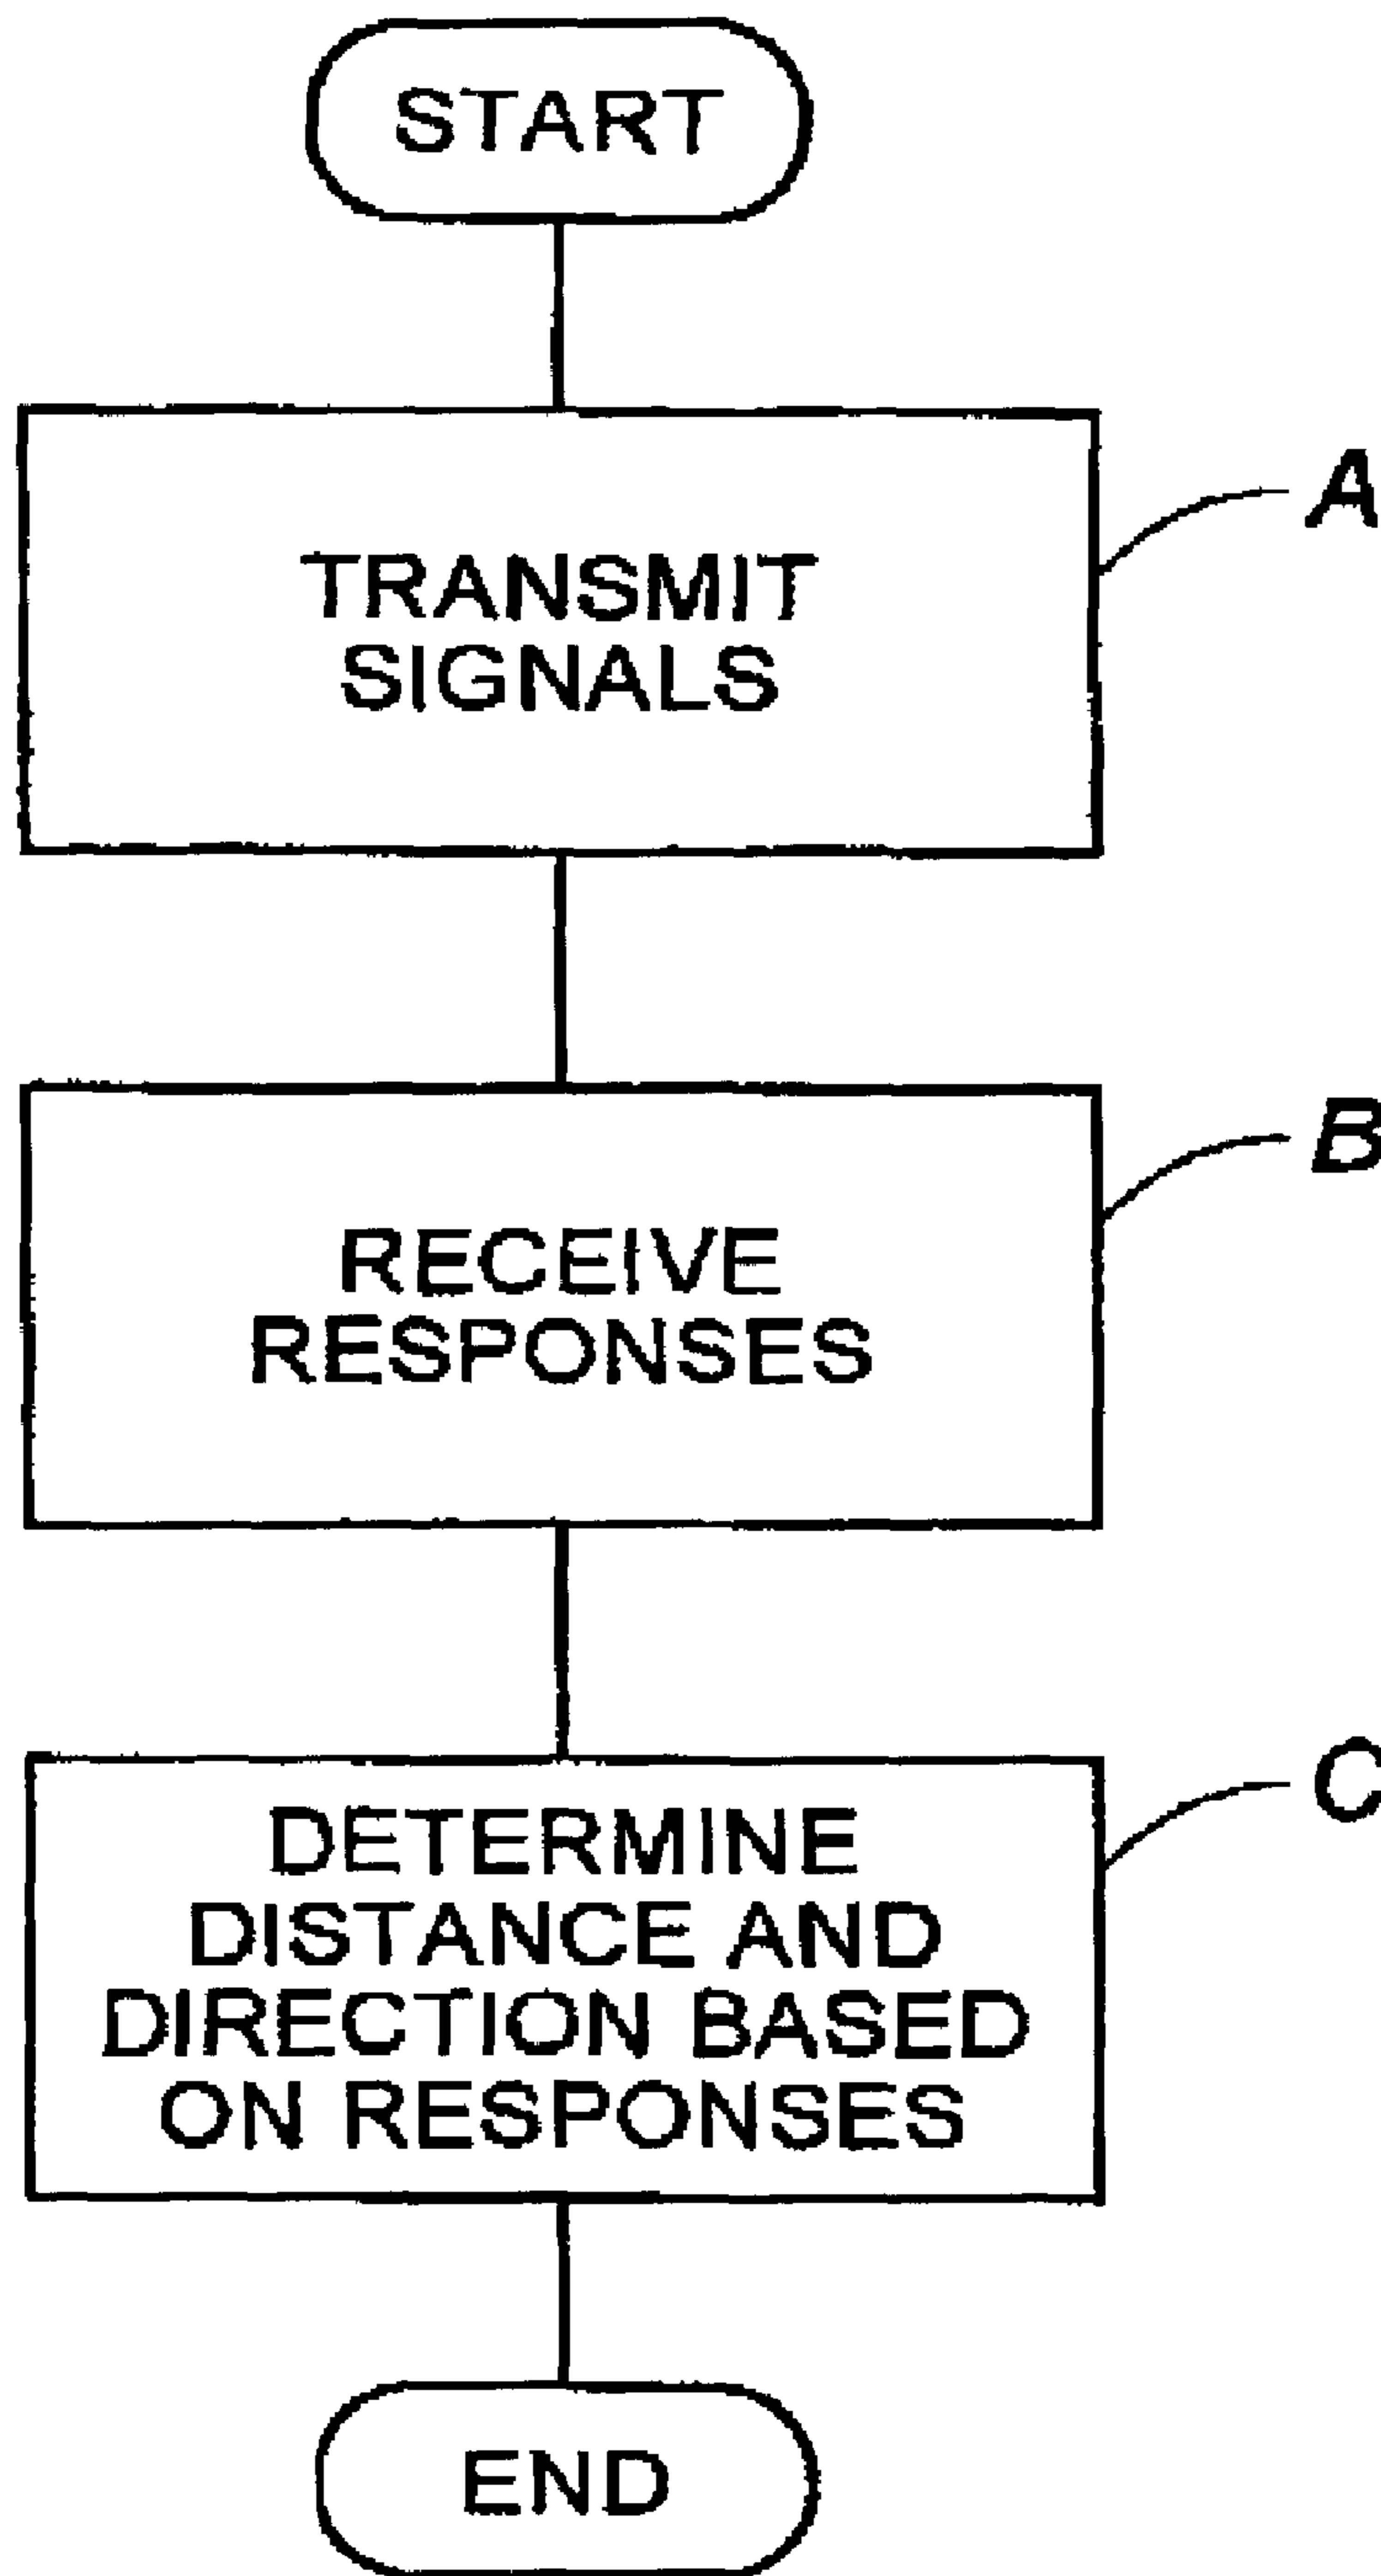 START
A
TRANSMIT
SIGNALS
B
RECEIVE
RESPONSES
C
DETERMINE
DISTANCE AND
DIRECTION BASED
ON RESPONSES
END